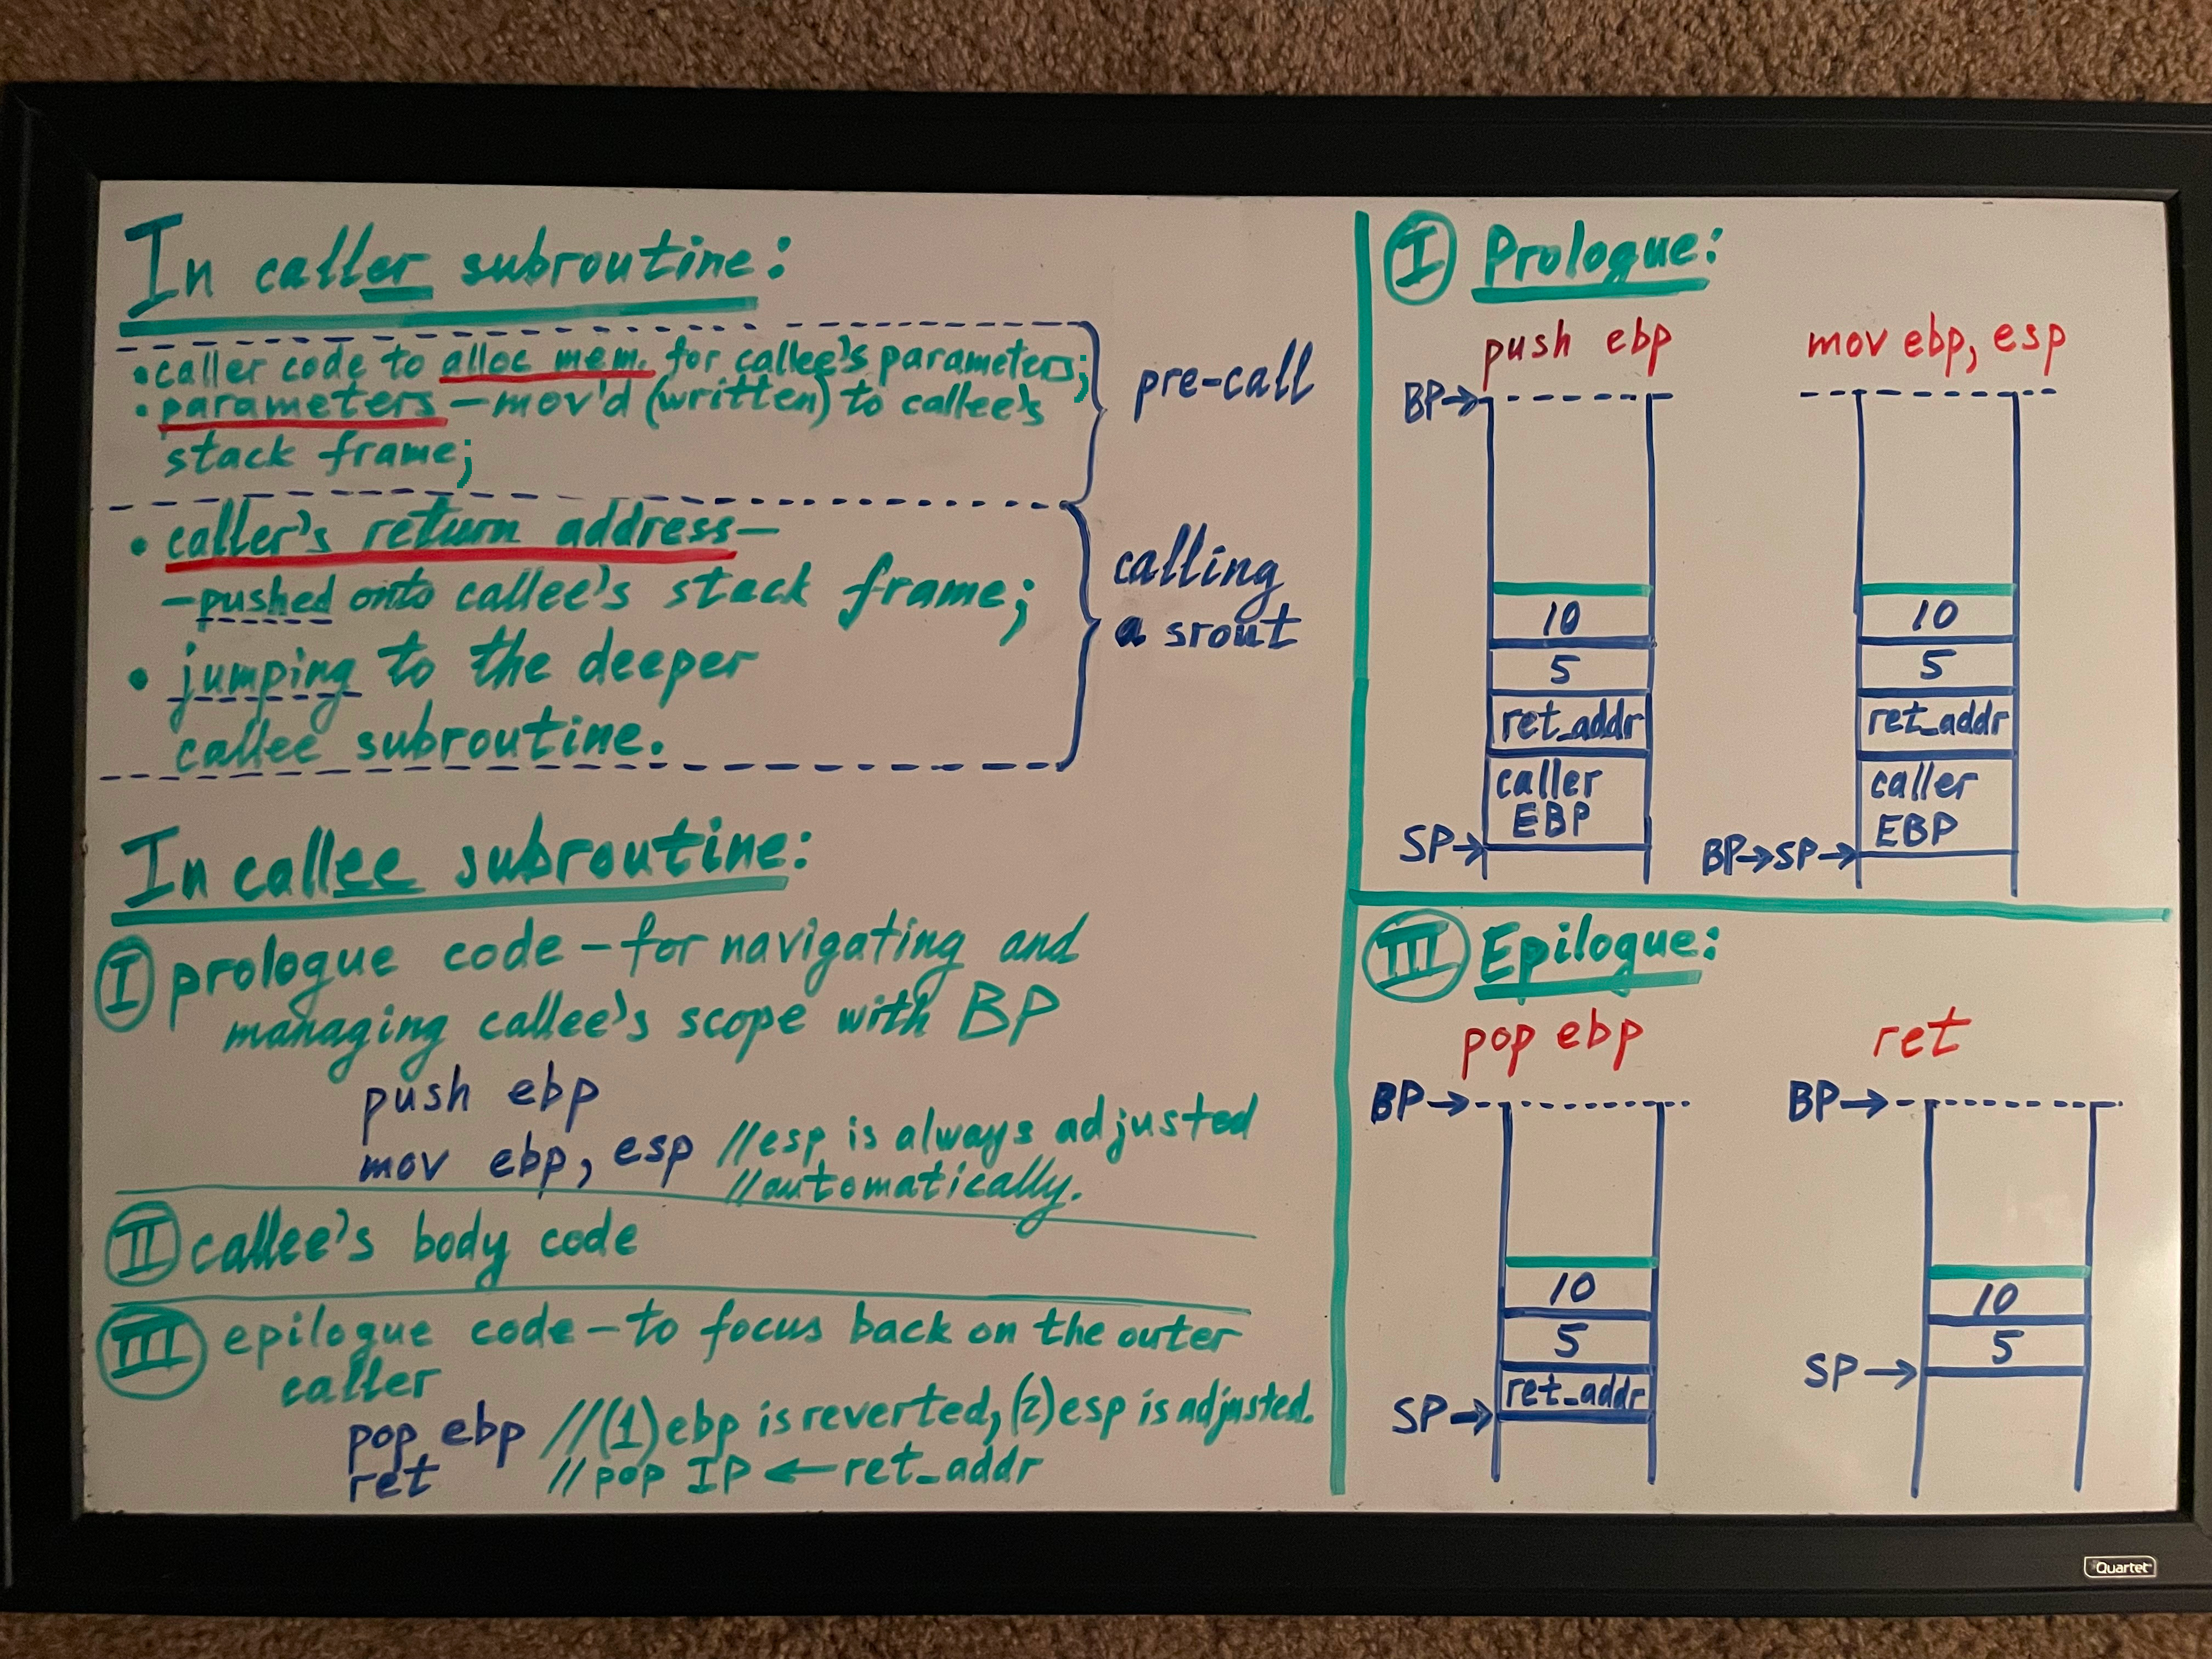 In caller subroutine:
•caller code to alloc mem. for callee's parameters;
•parameters—mov'd (written) to callee's
stack frame;
pre-call
•caller's return address—
—pushed onto callee's stack frame;
•jumping to the deeper
callee subroutine.
calling
a srout
In callee subroutine:
I prologue code—for navigating and
managing callee's scope with BP
push ebp
mov ebp, esp //esp is always adjusted
//automatically.
II callee's body code
III epilogue code—to focus back on the outer
caller
pop ebp //(1)ebp is reverted, (2)esp is adjusted.
ret //pop IP ← ret_addr
I Prologue:
push ebp
BP→
10
5
ret_addr
caller
EBP
SP→
mov ebp, esp
10
5
ret_addr
caller
EBP
BP→SP→
III Epilogue:
pop ebp
BP→
10
5
ret_addr
SP→
ret
BP→
10
5
SP→
Quartet